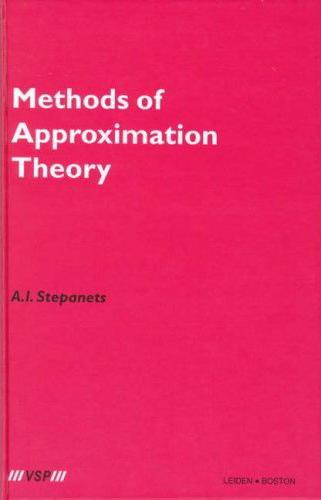 Methods of
Approximation
Theory
A.I. Stepanets
VSP
LEIDEN • BOSTON